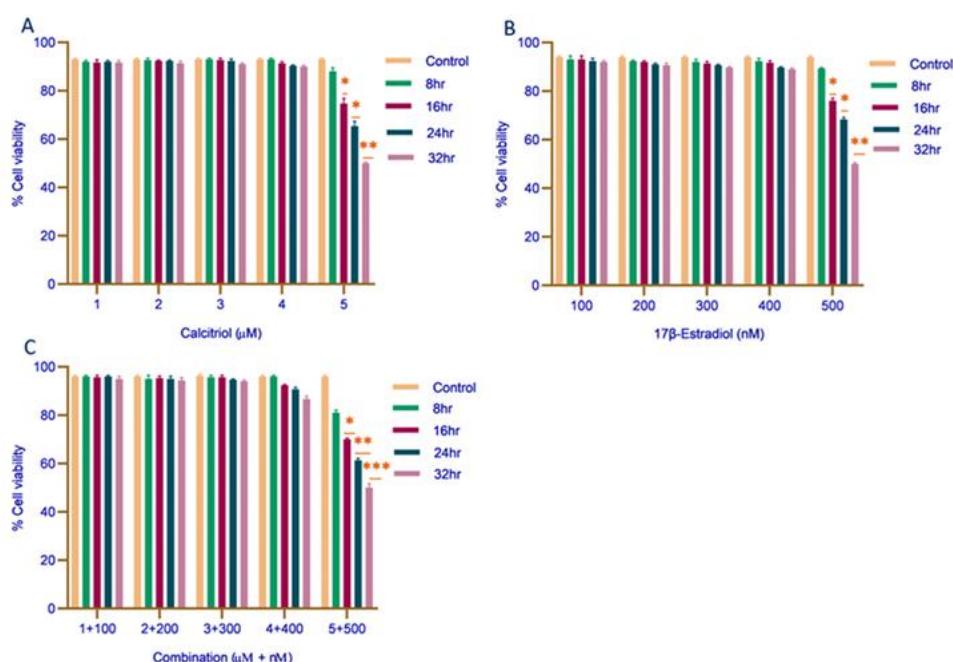 A
100
80
60
40
20
0
% Cell viability
1 2 3 4 5
Calcitriol (μM)
Control
8hr
16hr
24hr
32hr
*
*
**
B
100
80
60
40
20
0
% Cell viability
100 200 300 400 500
17β-Estradiol (nM)
Control
8hr
16hr
24hr
32hr
*
*
**
C
100
80
60
40
20
0
% Cell viability
1+100 2+200 3+300 4+400 5+500
Combination (μM + nM)
Control
8hr
16hr
24hr
32hr
*
**
***